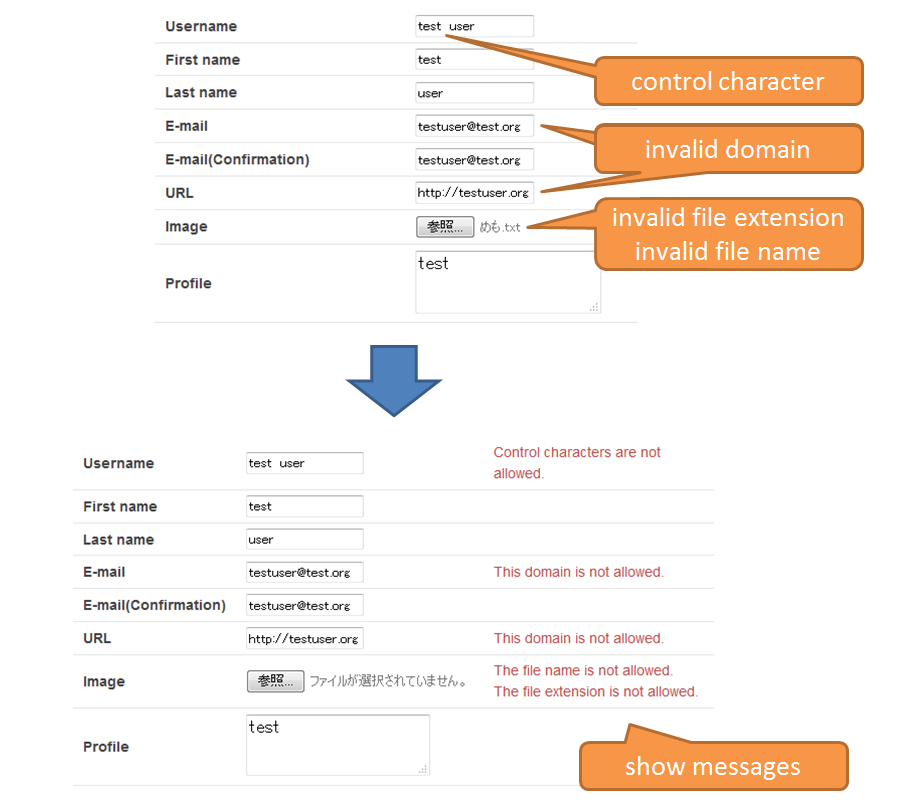 Username test user
control character
First name test
Last name user
E-mail testuser@test.org
invalid domain
E-mail(Confirmation) testuser@test.org
URL http://testuser.org
Image 参照... めも.txt
invalid file extension
invalid file name
Profile test
Username test user Control characters are not
allowed.
First name test
Last name user
E-mail testuser@test.org This domain is not allowed.
E-mail(Confirmation) testuser@test.org
URL http://testuser.org This domain is not allowed.
Image 参照... ファイルが選択されていません。 The file name is not allowed.
The file extension is not allowed.
Profile test
show messages